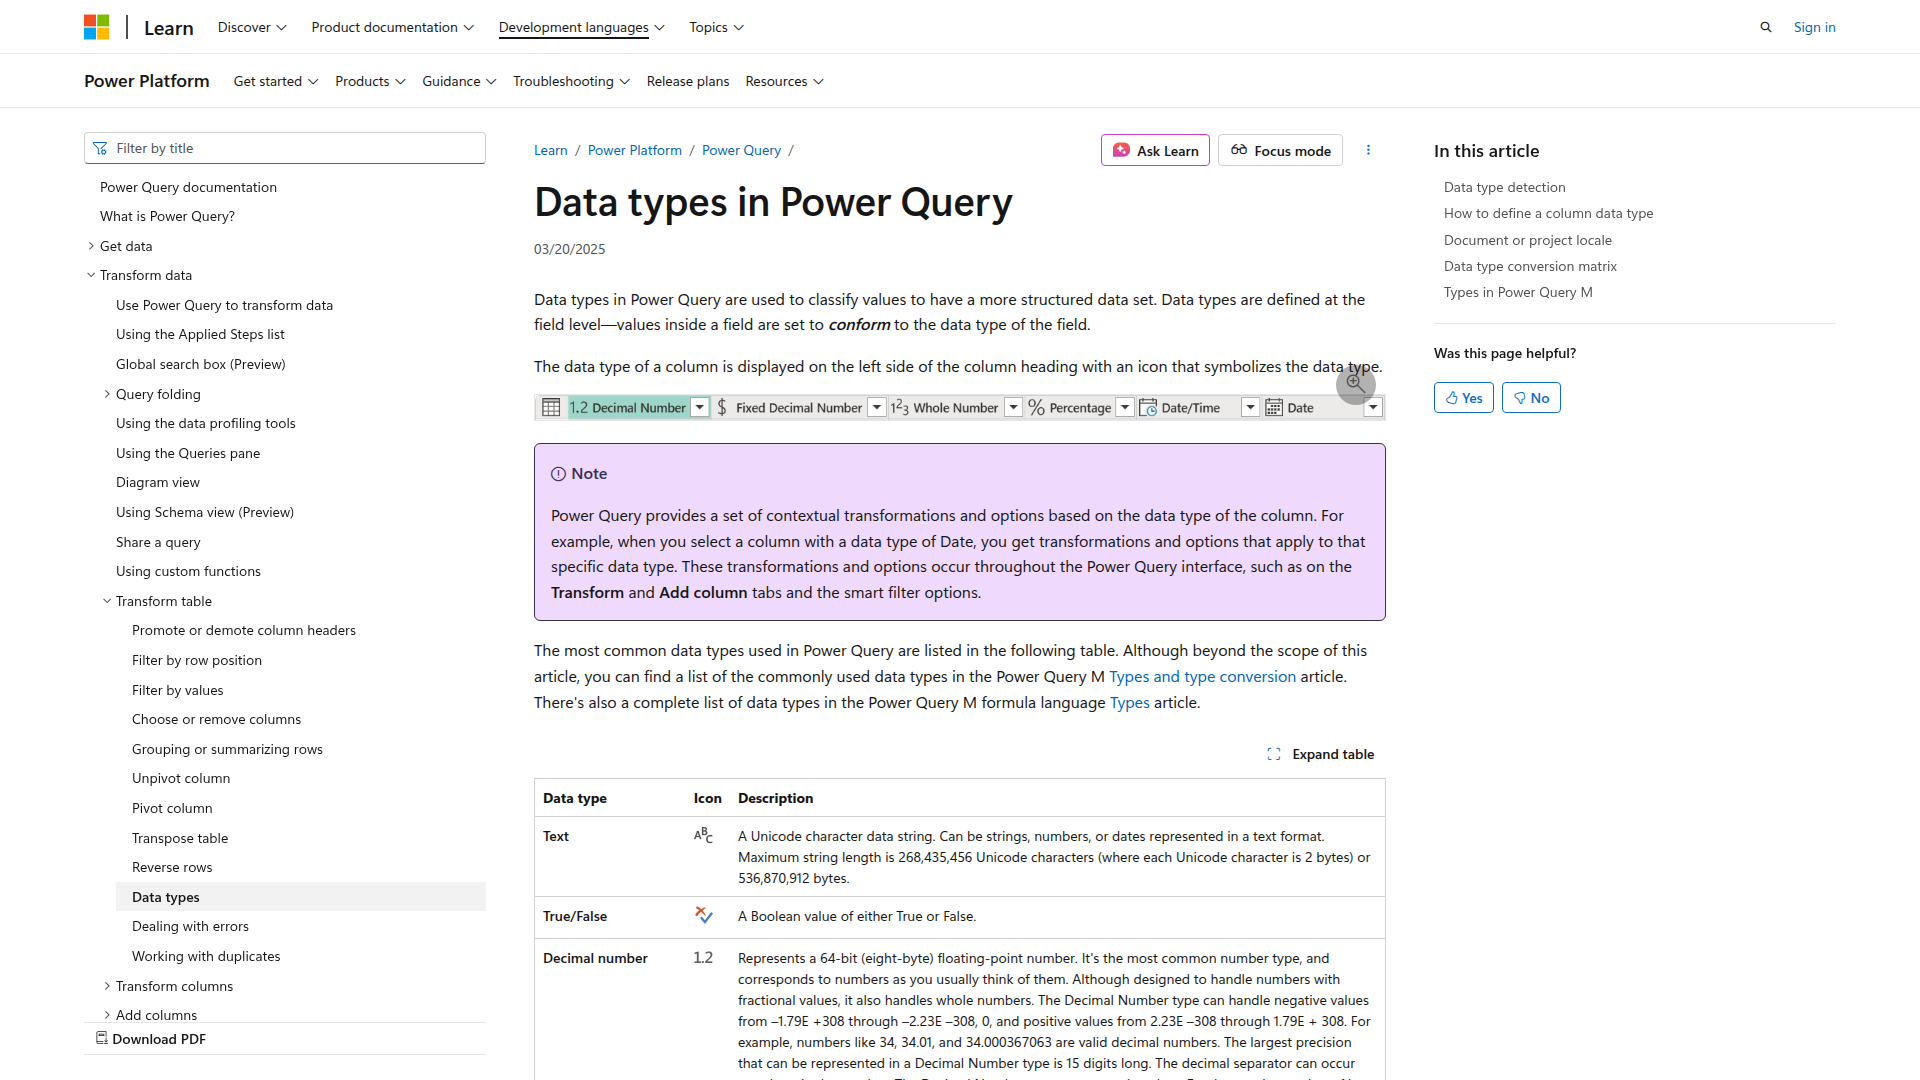 Learn
Discover
Product documentation
Development languages
Topics
Sign in
Power Platform
Get started
Products
Guidance
Troubleshooting
Release plans
Resources
Filter by title
Power Query documentation
What is Power Query?
Get data
Transform data
Use Power Query to transform data
Using the Applied Steps list
Global search box (Preview)
Query folding
Using the data profiling tools
Using the Queries pane
Diagram view
Using Schema view (Preview)
Share a query
Using custom functions
Transform table
Promote or demote column headers
Filter by row position
Filter by values
Choose or remove columns
Grouping or summarizing rows
Unpivot column
Pivot column
Transpose table
Reverse rows
Data types
Dealing with errors
Working with duplicates
Transform columns
Add columns
Download PDF
Learn / Power Platform / Power Query /
Ask Learn
Focus mode
Data types in Power Query
03/20/2025
Data types in Power Query are used to classify values to have a more structured data set. Data types are defined at the
field level—values inside a field are set to conform to the data type of the field.
The data type of a column is displayed on the left side of the column heading with an icon that symbolizes the data type.
1.2 Decimal Number $ Fixed Decimal Number 123 Whole Number % Percentage Date/Time Date
Note
Power Query provides a set of contextual transformations and options based on the data type of the column. For
example, when you select a column with a data type of Date, you get transformations and options that apply to that
specific data type. These transformations and options occur throughout the Power Query interface, such as on the
Transform and Add column tabs and the smart filter options.
The most common data types used in Power Query are listed in the following table. Although beyond the scope of this
article, you can find a list of the commonly used data types in the Power Query M Types and type conversion article.
There's also a complete list of data types in the Power Query M formula language Types article.
Expand table
Data type Icon Description
Text ABC A Unicode character data string. Can be strings, numbers, or dates represented in a text format.
Maximum string length is 268,435,456 Unicode characters (where each Unicode character is 2 bytes) or
536,870,912 bytes.
True/False A Boolean value of either True or False.
Decimal number 1.2 Represents a 64-bit (eight-byte) floating-point number. It's the most common number type, and
corresponds to numbers as you usually think of them. Although designed to handle numbers with
fractional values, it also handles whole numbers. The Decimal Number type can handle negative values
from –1.79E +308 through –2.23E –308, 0, and positive values from 2.23E –308 through 1.79E + 308. For
example, numbers like 34, 34.01, and 34.000367063 are valid decimal numbers. The largest precision
that can be represented in a Decimal Number type is 15 digits long. The decimal separator can occur
In this article
Data type detection
How to define a column data type
Document or project locale
Data type conversion matrix
Types in Power Query M
Was this page helpful?
Yes
No